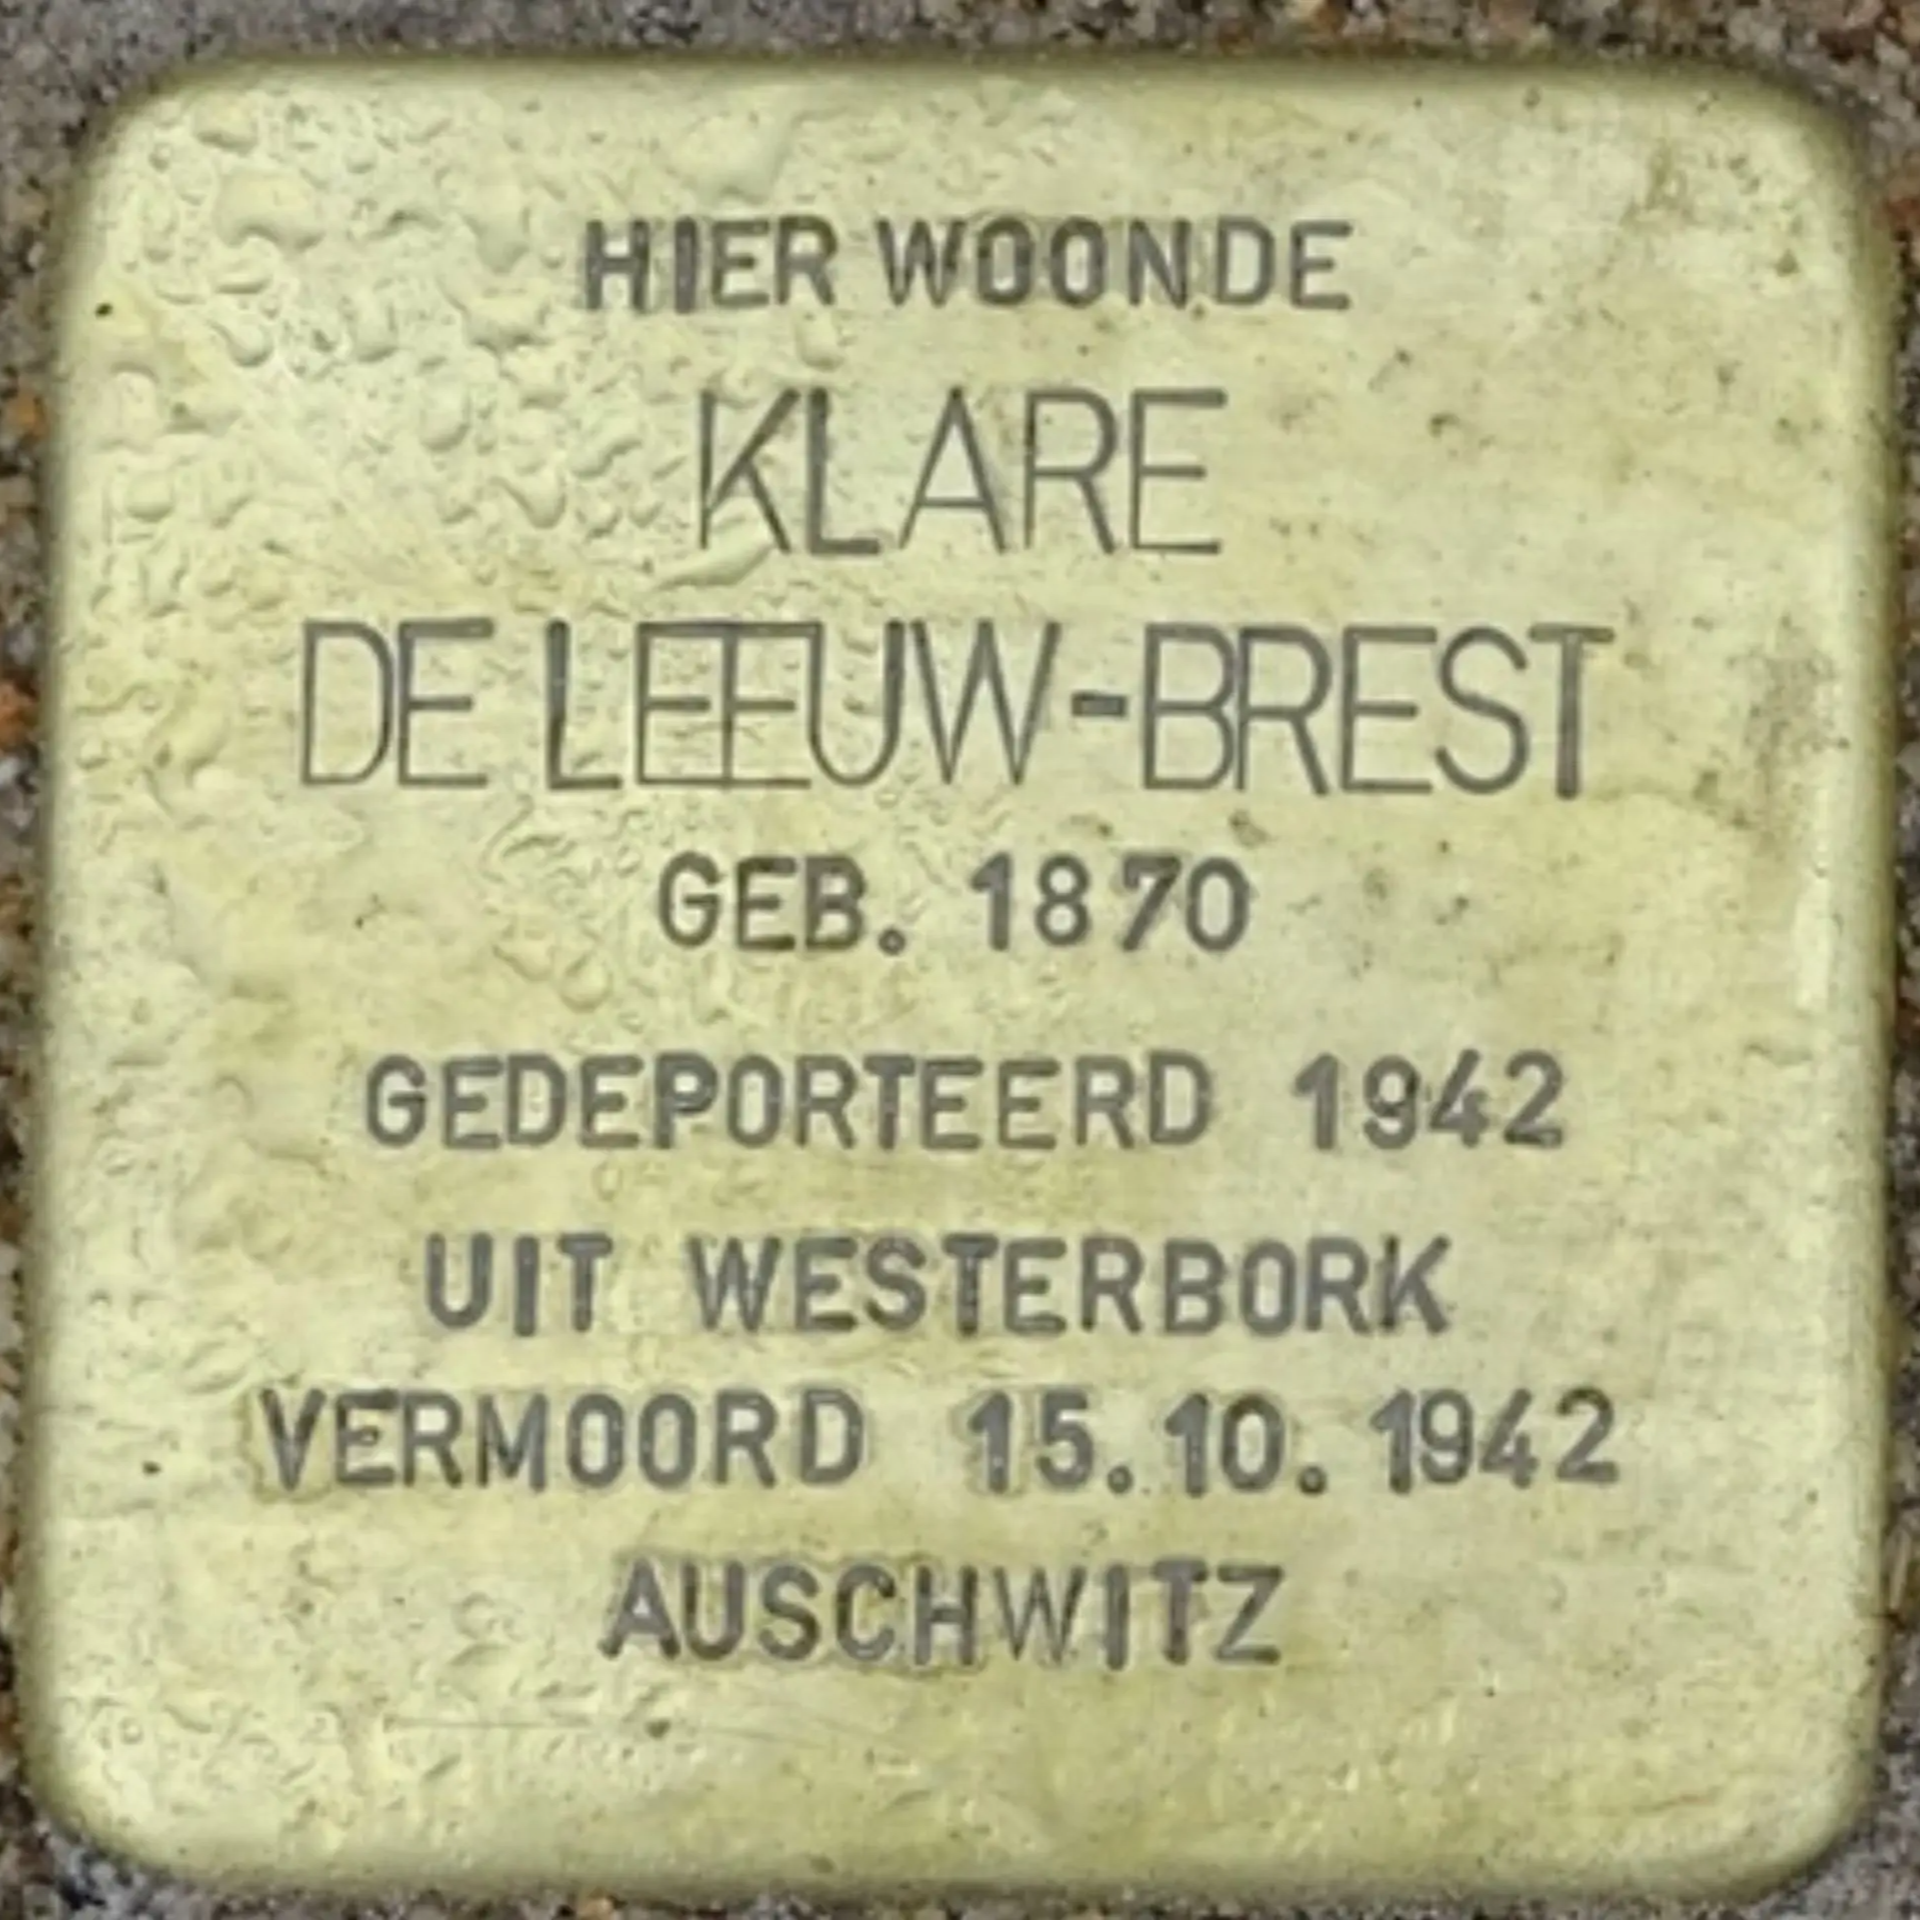 HIER WOONDE
KLARE
DE LEEUW-BREST
GEB. 1870
GEDEPORTEERD 1942
UIT WESTERBORK
VERMOORD 15.10.1942
AUSCHWITZ